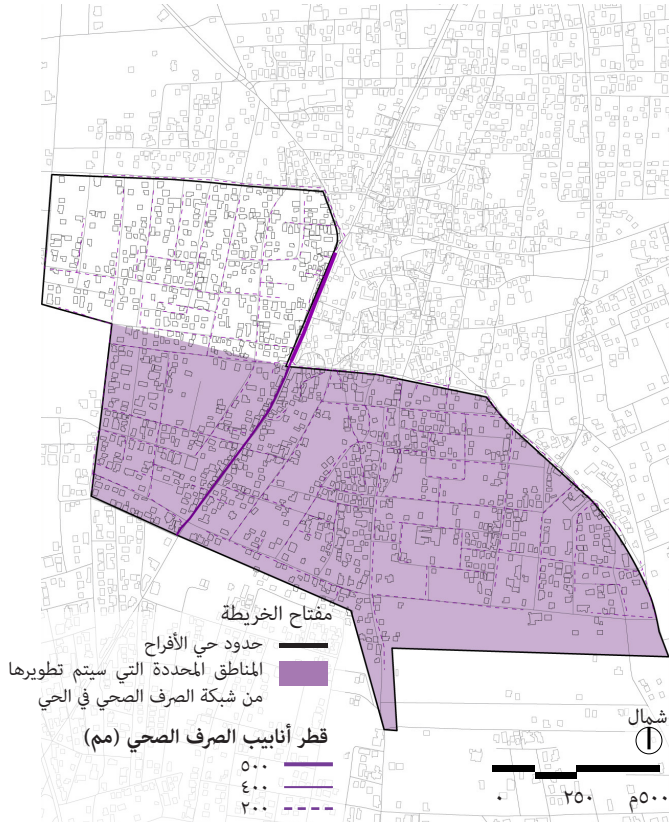 مفتاح الخريطة
حدود حي الأفراح
المناطق المحددة التي سيتم تطويرها
من شبكة الصرف الصحي في الحي
قطر أنابيب الصرف الصحي (مم)
٥٠٠
٤٠٠
٢٠٠
شمال
٠ ٢٥٠ ٥٠٠م